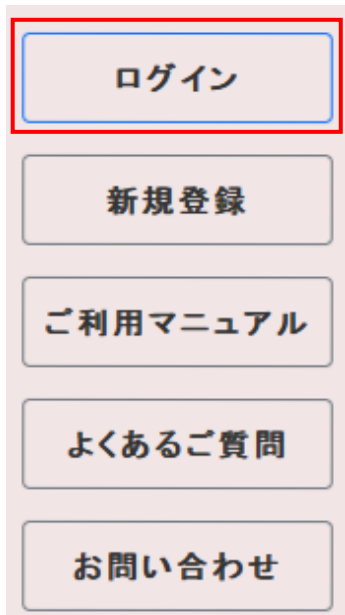 ログイン
新規登録
ご利用マニュアル
よくあるご質問
お問い合わせ